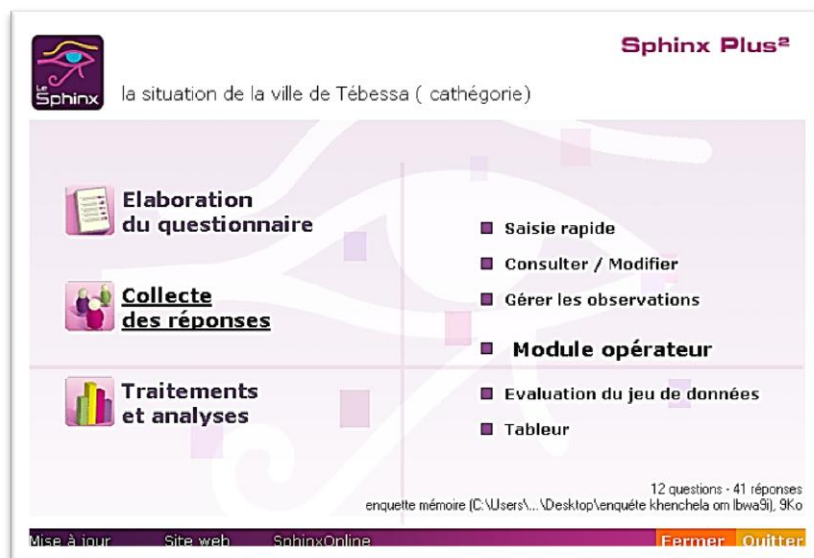 Sphinx Plus²
Le Sphinx
la situation de la ville de Tébessa ( cathégorie)
Elaboration
du questionnaire
Collecte
des réponses
Traitements
et analyses
Saisie rapide
Consulter / Modifier
Gérer les observations
Module opérateur
Evaluation du jeu de données
Tableur
12 questions - 41 réponses
enquette mémoire (C:\Users\...\Desktop\enquéte khenchela om lbwa9i), 9Ko
Mise à jour Site web SphinxOnline Fermer Quitter